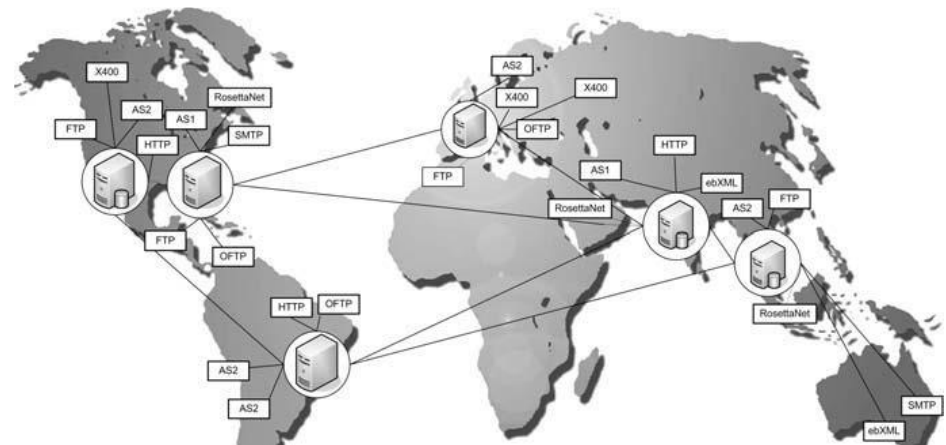 X400
AS2
RosettaNet
FTP
AS1
SMTP
HTTP
FTP
OFTP
AS2
X400
X400
OFTP
FTP
HTTP
AS1
ebXML
RosettaNet
AS2
FTP
RosettaNet
HTTP
OFTP
AS2
AS2
SMTP
ebXML